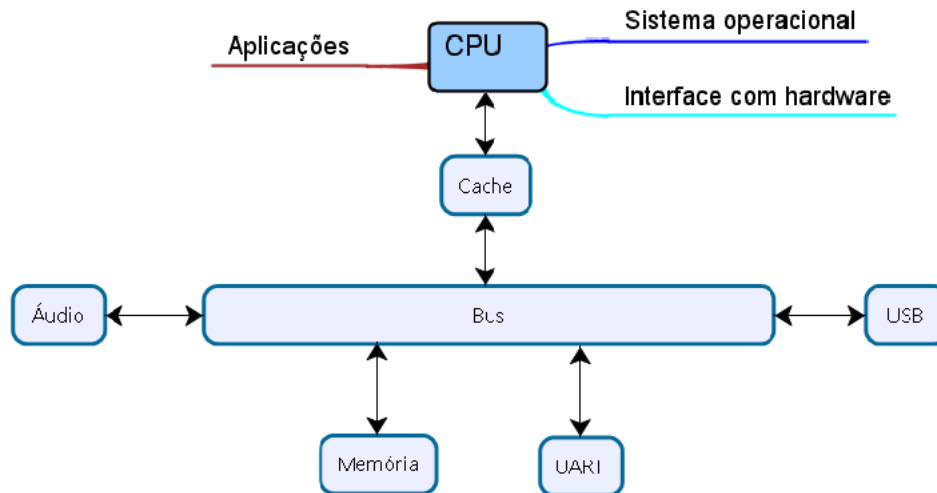 Sistema operacional
Aplicações
CPU
Interface com hardware
Cache
Áudio
Bus
USB
Memória
UART